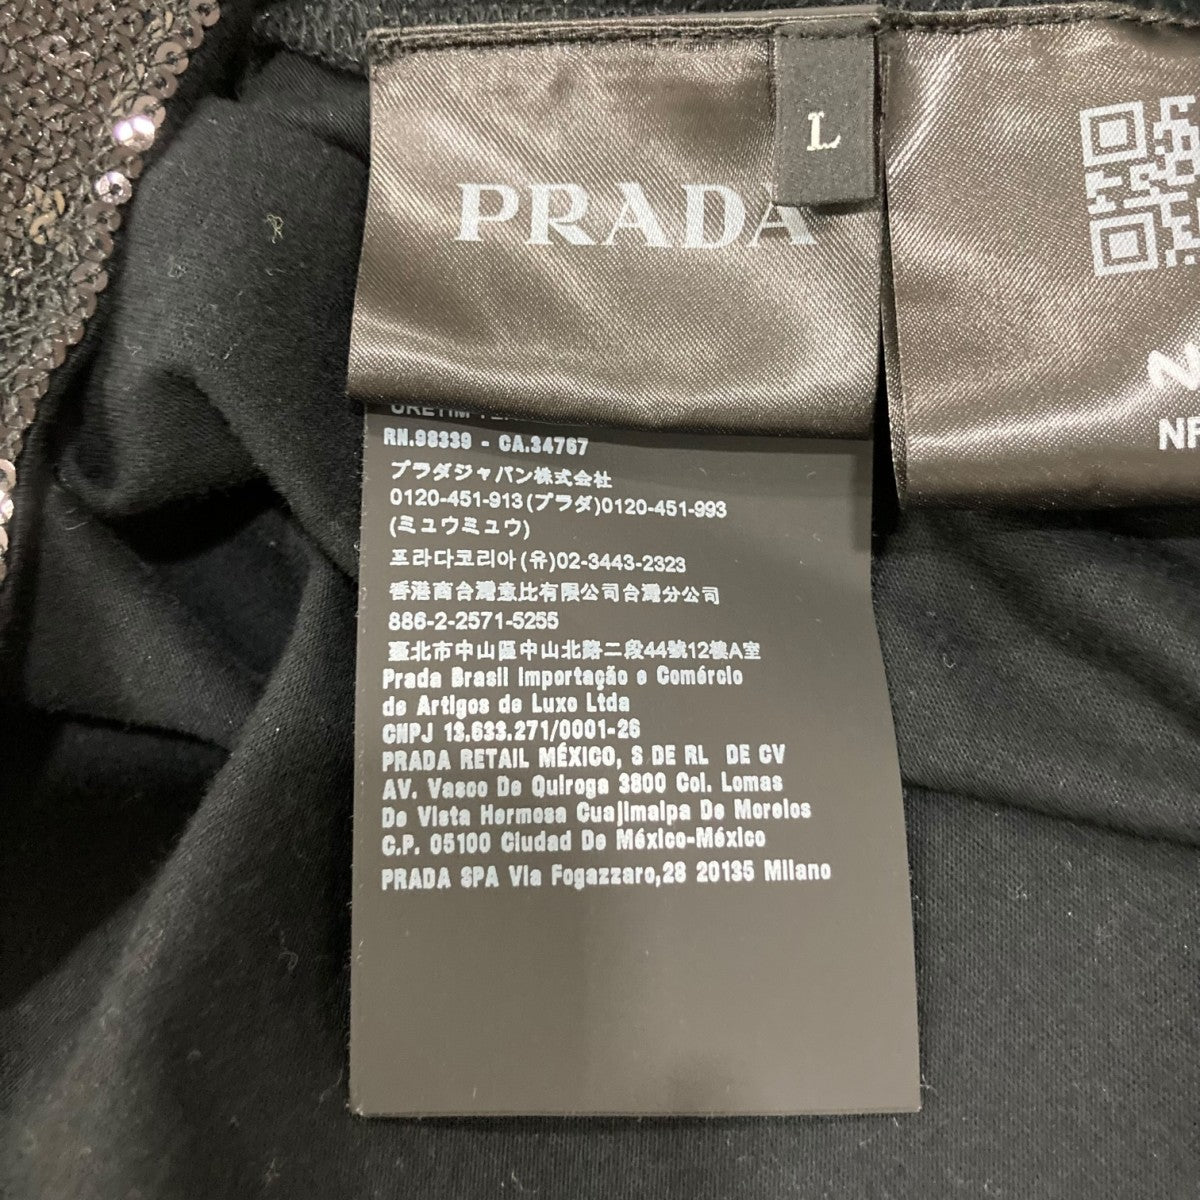 L
PRADA
RN.98339 - CA.34767
プラダジャパン株式会社
0120-451-913(プラダ)0120-451-993
(ミュウミュウ)
프라다코리아(유)02-3443-2323
香港商台灣意比有限公司台灣分公司
886-2-2571-5255
臺北市中山區中山北路二段44號12樓A室
Prada Brasil Importação e Comércio
de Artigos de Luxo Ltda
CNPJ 13.633.271/0001-26
PRADA RETAIL MÉXICO, S DE RL DE CV
AV. Vasco De Quiroga 3800 Col. Lomas
De Vista Hermosa Cuajimalpa De Morelos
C.P. 05100 Ciudad De México-México
PRADA SPA Via Fogazzaro,28 20135 Milano